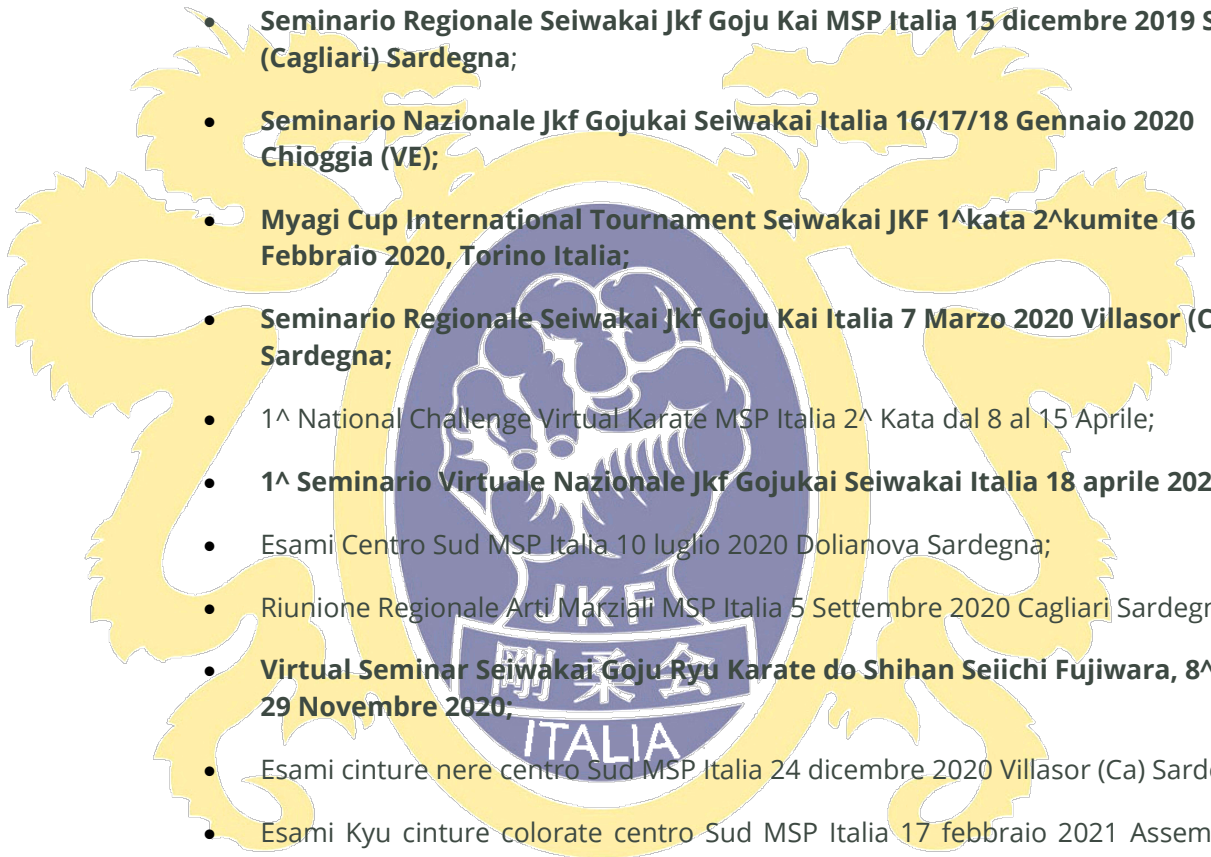 • Seminario Regionale Seiwakai Jkf Goju Kai MSP Italia 15 dicembre 2019
(Cagliari) Sardegna;
• Seminario Nazionale Jkf Gojukai Seiwakai Italia 16/17/18 Gennaio 2020
Chioggia (VE);
• Myagi Cup International Tournament Seiwakai JKF 1^kata 2^kumite 16
Febbraio 2020, Torino Italia;
• Seminario Regionale Seiwakai Jkf Goju Kai Italia 7 Marzo 2020 Villasor (C
Sardegna;
• 1^ National Challenge Virtual Karate MSP Italia 2^ Kata dal 8 al 15 Aprile;
• 1^ Seminario Virtuale Nazionale Jkf Gojukai Seiwakai Italia 18 aprile 202
• Esami Centro Sud MSP Italia 10 luglio 2020 Dolianova Sardegna;
JKF
• Riunione Regionale Arti Marziali MSP Italia 5 Settembre 2020 Cagliari Sardegn
• Virtual Seminar Seiwakai Goju Ryu Karate do Shihan Seiichi Fujiwara, 8^
剛柔会
29 Novembre 2020;
ITALIA
• Esami cinture nere centro Sud MSP Italia 24 dicembre 2020 Villasor (Ca) Sard
• Esami Kyu cinture colorate centro Sud MSP Italia 17 febbraio 2021 Assem